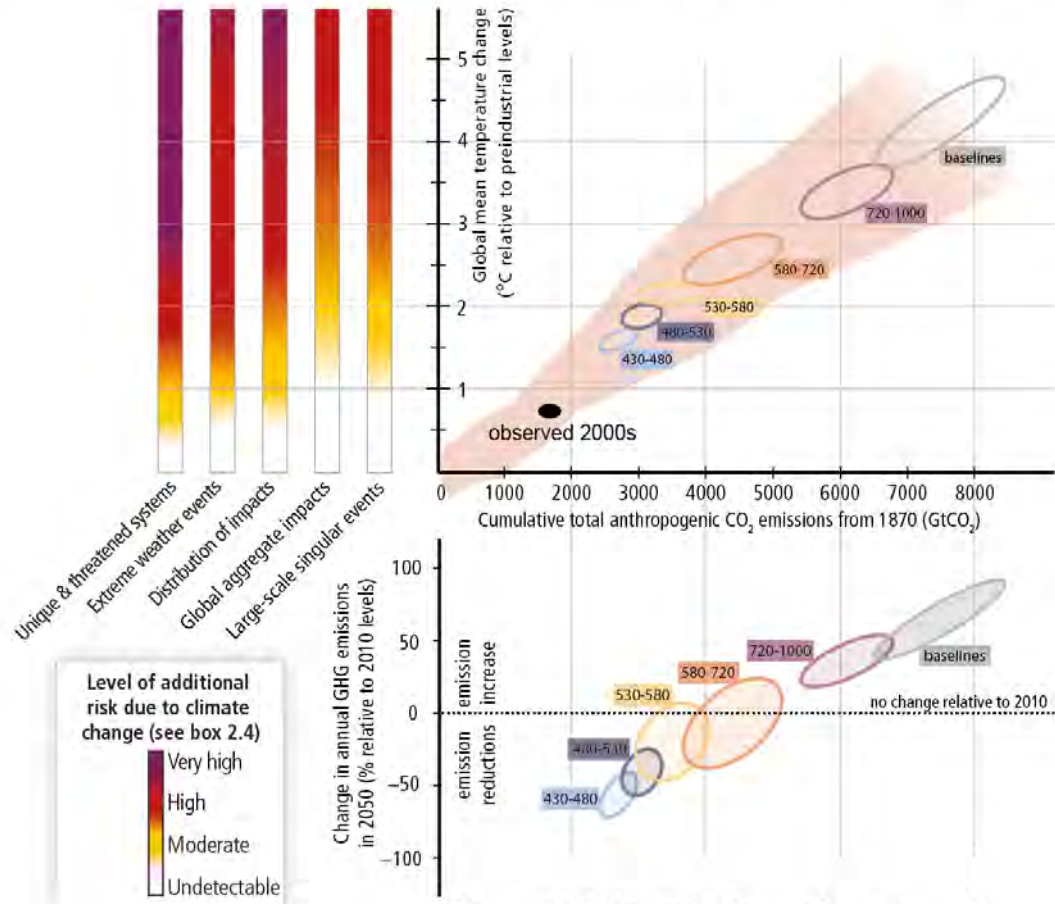 5
4
3
2
1
Global mean temperature change
(°C relative to preindustrial levels)
baselines
720-1000
580-720
530-580
480-530
430-480
observed 2000s
0 1000 2000 3000 4000 5000 6000 7000 8000
Cumulative total anthropogenic CO₂ emissions from 1870 (GtCO₂)
Unique & threatened systems
Extreme weather events
Distribution of impacts
Global aggregate impacts
Large-scale singular events
Level of additional
risk due to climate
change (see box 2.4)
Very high
High
Moderate
Undetectable
Change in annual GHG emissions
in 2050 (% relative to 2010 levels)
100
50
0
−50
−100
emission
increase
emission
reductions
baselines
720-1000
580-720
530-580
480-530
430-480
no change relative to 2010